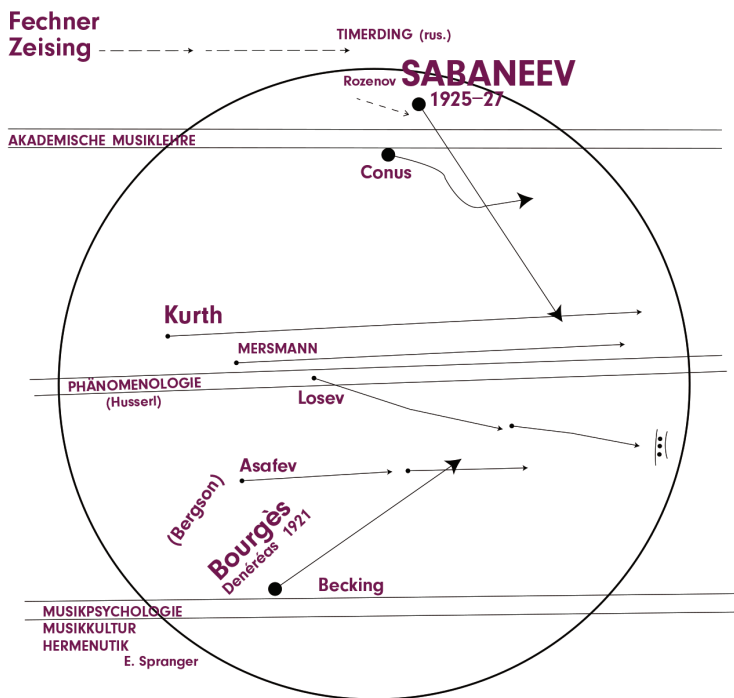 Fechner
Zeising
TIMERDING (rus.)
Rozenov SABANEEV
1925–27
AKADEMISCHE MUSIKLEHRE
Conus
Kurth
MERSMANN
PHÄNOMENOLOGIE
(Husserl)
Losev
Asafev
(Bergson)
Bourgès
Denéréas 1921
Becking
MUSIKPSYCHOLOGIE
MUSIKKULTUR
HERMENUTIK
E. Spranger